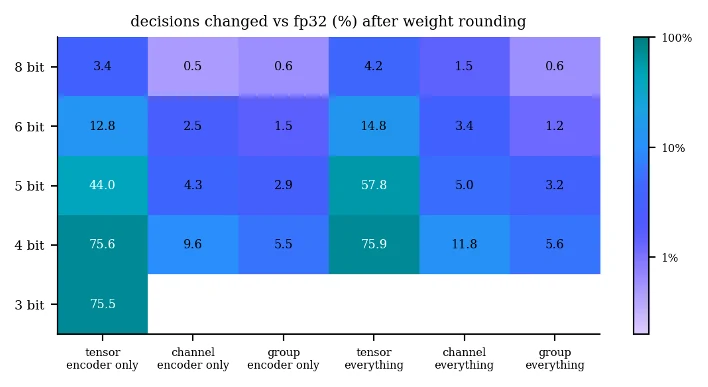 decisions changed vs fp32 (%) after weight rounding
8 bit 3.4 0.5 0.6 4.2 1.5 0.6
6 bit 12.8 2.5 1.5 14.8 3.4 1.2
5 bit 44.0 4.3 2.9 57.8 5.0 3.2
4 bit 75.6 9.6 5.5 75.9 11.8 5.6
3 bit 75.5
tensor channel group tensor channel group
encoder only encoder only encoder only everything everything everything
100%
10%
1%